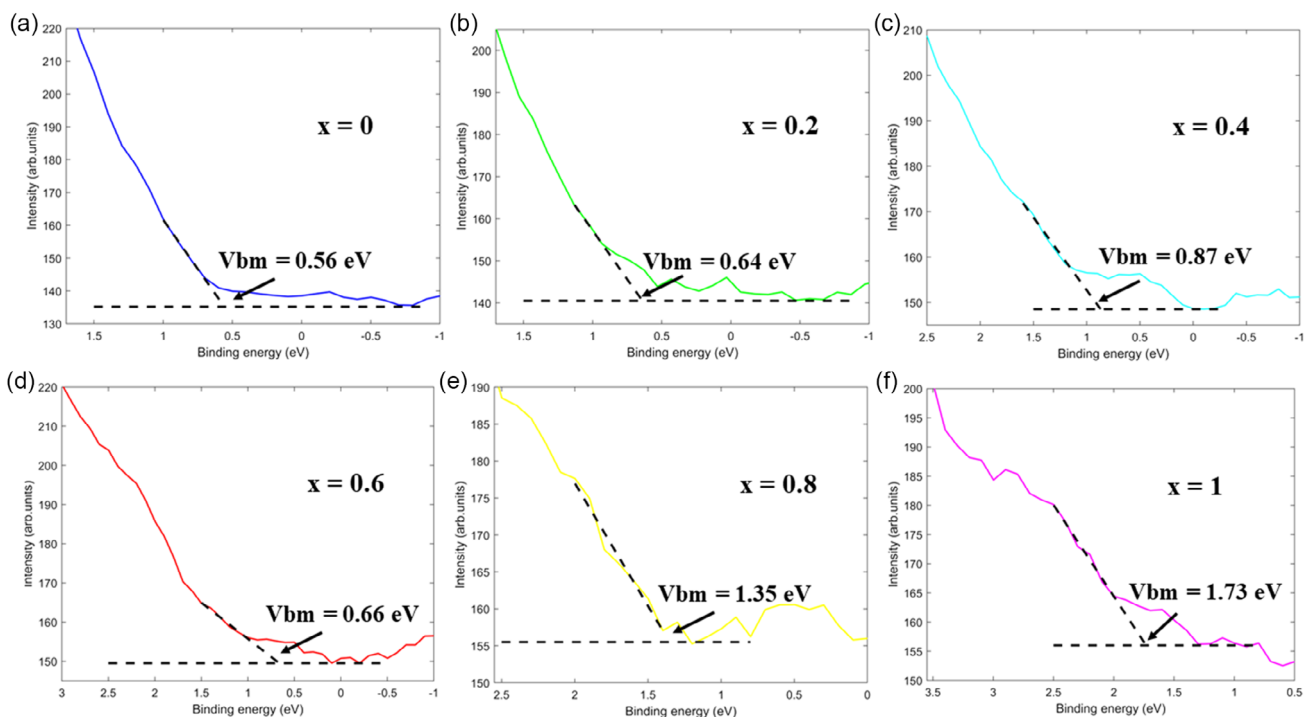 (a)
220
210
200
190
180
170
160
150
140
130
Intensity (arb.units)
x = 0
Vbm = 0.56 eV
1.5 1 0.5 0 -0.5 -1
Binding energy (eV)
(b)
200
190
180
170
160
150
140
Intensity (arb.units)
x = 0.2
Vbm = 0.64 eV
1.5 1 0.5 0 -0.5 -1
Binding energy (eV)
(c)
210
200
190
180
170
160
150
Intensity (arb.units)
x = 0.4
Vbm = 0.87 eV
2.5 2 1.5 1 0.5 0 -0.5 -1
Binding energy (eV)
(d)
220
210
200
190
180
170
160
150
Intensity (arb.units)
x = 0.6
Vbm = 0.66 eV
3 2.5 2 1.5 1 0.5 0 -0.5 -1
Binding energy (eV)
(e)
190
185
180
175
170
165
160
155
150
Intensity (arb.units)
x = 0.8
Vbm = 1.35 eV
2.5 2 1.5 1 0.5 0
Binding energy (eV)
(f)
200
195
190
185
180
175
170
165
160
155
150
Intensity (arb.units)
x = 1
Vbm = 1.73 eV
3.5 3 2.5 2 1.5 1 0.5
Binding energy (eV)